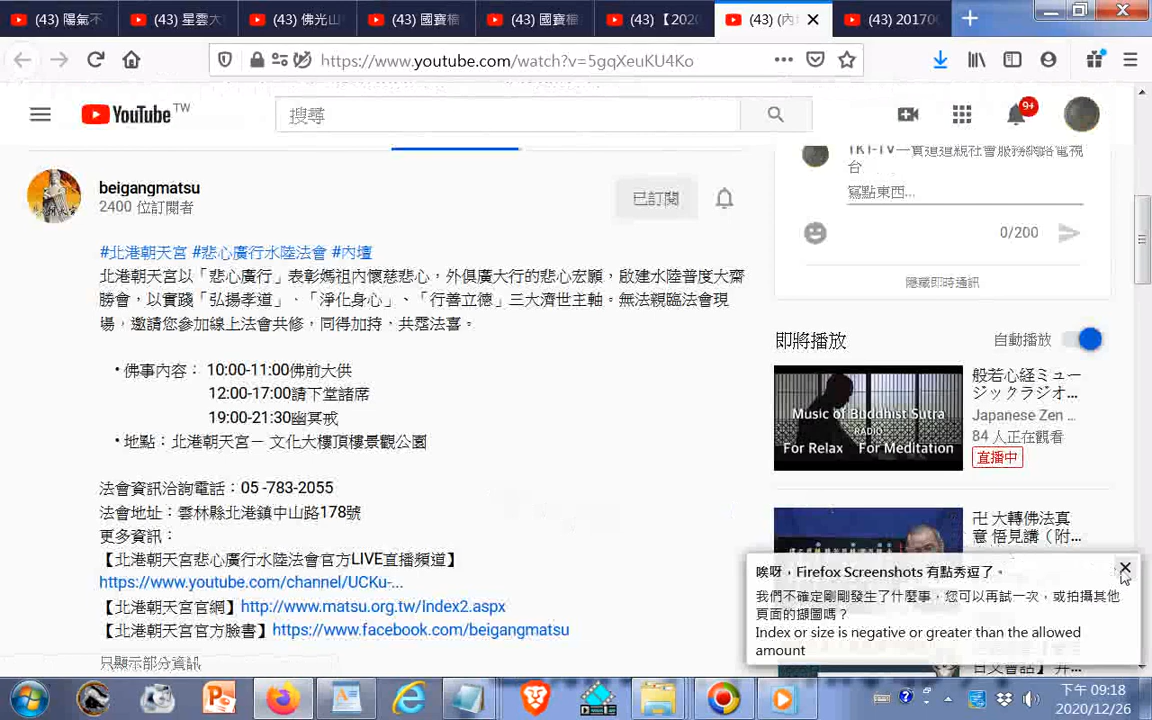 (43) 陽氣不
(43) 星雲大
(43) 佛光山
(43) 國寶檔
(43) 國寶檔
(43) 【2020
(43) (內壇
(43) 201700
https://www.youtube.com/watch?v=5gqXeuKU4Ko
YouTube TW
搜尋
9+
TRT-TV—貫道道親社會服務網路電視
台
寫點東西...
0/200
隱藏即時通訊
beigangmatsu
2400 位訂閱者
已訂閱
#北港朝天宮 #悲心廣行水陸法會 #內壇
北港朝天宮以「悲心廣行」表彰媽祖內懷慈悲心，外俱廣大行的悲心宏願，啟建水陸普度大齋
勝會，以實踐「弘揚孝道」、「淨化身心」、「行善立德」三大濟世主軸。無法親臨法會現
場，邀請您參加線上法會共修，同得加持，共霑法喜。
•佛事內容： 10:00-11:00佛前大供
12:00-17:00請下堂諸席
19:00-21:30幽冥戒
•地點：北港朝天宮－ 文化大樓頂樓景觀公園
法會資訊洽詢電話：05 -783-2055
法會地址：雲林縣北港鎮中山路178號
更多資訊：
【北港朝天宮悲心廣行水陸法會官方LIVE直播頻道】
https://www.youtube.com/channel/UCKu-...
【北港朝天宮官網】http://www.matsu.org.tw/Index2.aspx
【北港朝天宮官方臉書】https://www.facebook.com/beigangmatsu
只顯示部分資訊
即將播放
自動播放
Music of Buddhist Sutra
RADIO
For Relax For Meditation
般若心経ミュー
ジックラジオ...
Japanese Zen ...
84 人正在觀看
直播中
卍 大轉佛法真
意 悟見講（附...
唉呀，Firefox Screenshots 有點秀逗了。
我們不確定剛剛發生了什麼事，您可以再試一次，或拍攝其他
頁面的擷圖嗎？
Index or size is negative or greater than the allowed
amount
下午 09:18
2020/12/26